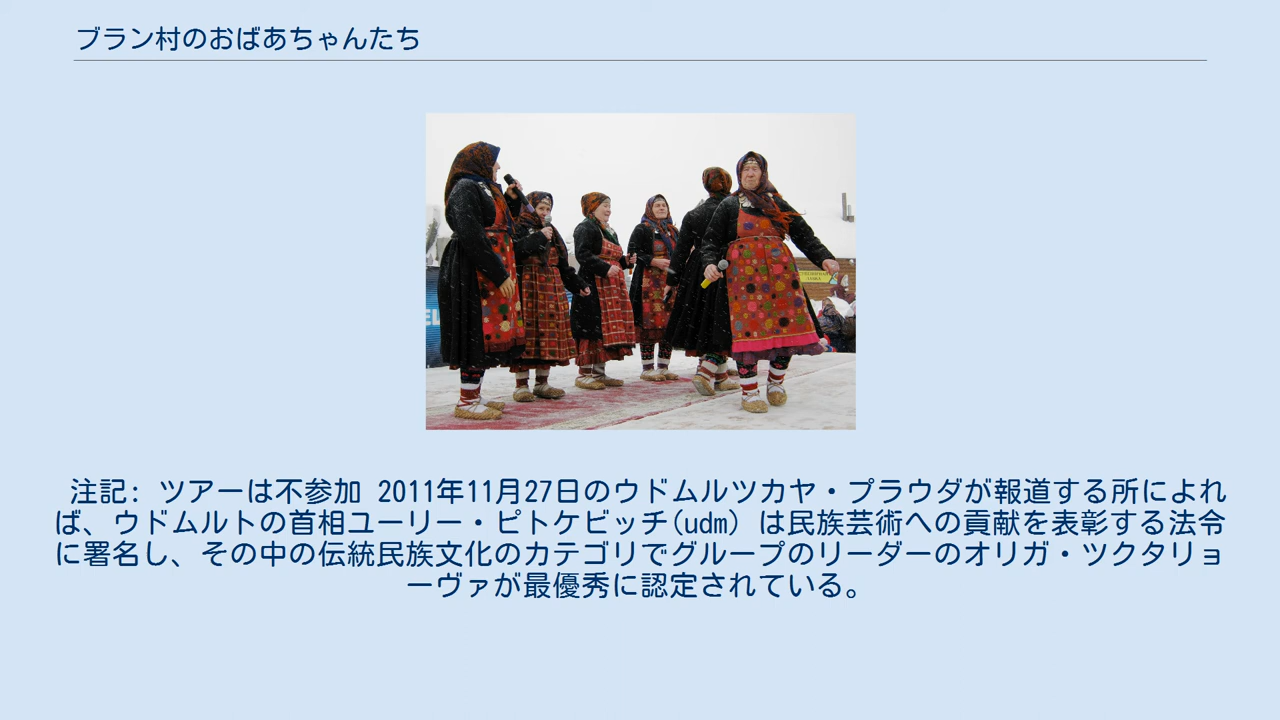 ブラン村のおばあちゃんたち
注記: ツアーは不参加 2011年11月27日のウドムルツカヤ・プラウダが報道する所によれ
ば、ウドムルトの首相ユーリー・ピトケビッチ(udm) は民族芸術への貢献を表彰する法令
に署名し、その中の伝統民族文化のカテゴリでグループのリーダーのオリガ・ツクタリョ
ーヴァが最優秀に認定されている。